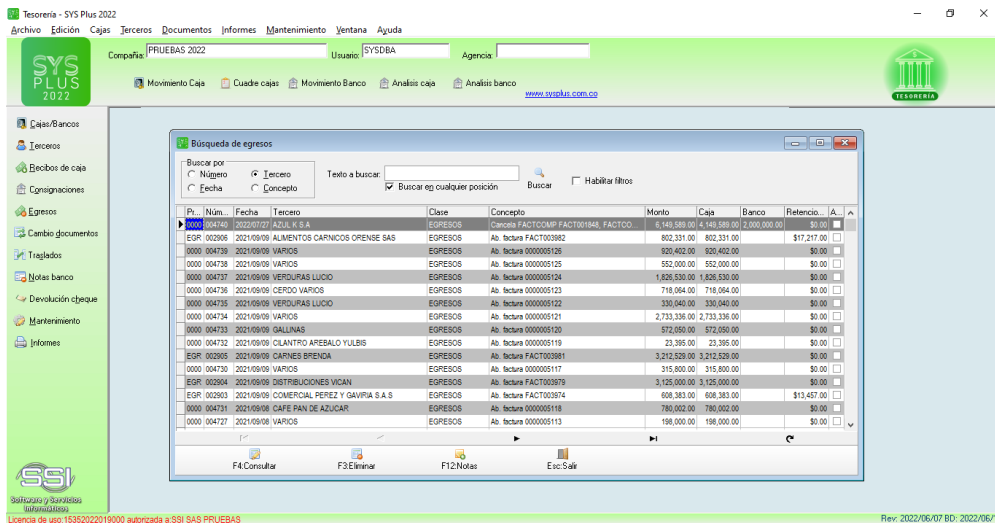 Tesorería - SYS Plus 2022
Archivo Edición Cajas Terceros Documentos Informes Mantenimiento Ventana Ayuda
SYS PLUS 2022
Compañia: PRUEBAS 2022 Usuario: SYSDBA Agencia:
Movimiento Caja Cuadre cajas Movimiento Banco Analisis caja Analisis banco
www.sysplus.com.co
TESORERÍA
Cajas/Bancos
Terceros
Recibos de caja
Consignaciones
Egresos
Cambio documentos
Traslados
Notas banco
Devolución cheque
Mantenimiento
Informes
Búsqueda de egresos
Buscar por
Número Tercero
Fecha Concepto
Texto a buscar:
Buscar en cualquier posición
Buscar
Habilitar filtros
Pr... Núm... Fecha Tercero Clase Concepto Monto Caja Banco Retencio... A...
0000 004740 2022/07/27 AZUL K S.A EGRESOS Cancela FACTCOMP FACT001848, FACTCO... 6,149,589.00 4,149,589.00 2,000,000.00 $0.00
EGR 002906 2021/09/09 ALIMENTOS CARNICOS ORENSE SAS EGRESOS Ab. factura FACT003982 802,331.00 802,331.00 $17,217.00
0000 004739 2021/09/09 VARIOS EGRESOS Ab. factura 0000005126 920,402.00 920,402.00 $0.00
0000 004738 2021/09/09 VARIOS EGRESOS Ab. factura 0000005125 552,000.00 552,000.00 $0.00
0000 004737 2021/09/09 VERDURAS LUCIO EGRESOS Ab. factura 0000005124 1,826,530.00 1,826,530.00 $0.00
0000 004736 2021/09/09 CERDO VARIOS EGRESOS Ab. factura 0000005123 718,064.00 718,064.00 $0.00
0000 004735 2021/09/09 VERDURAS LUCIO EGRESOS Ab. factura 0000005122 330,040.00 330,040.00 $0.00
0000 004734 2021/09/09 VARIOS EGRESOS Ab. factura 0000005121 2,733,336.00 2,733,336.00 $0.00
0000 004733 2021/09/09 GALLINAS EGRESOS Ab. factura 0000005120 572,050.00 572,050.00 $0.00
0000 004732 2021/09/09 CILANTRO AREBALO YULBIS EGRESOS Ab. factura 0000005119 23,395.00 23,395.00 $0.00
EGR 002905 2021/09/09 CARNES BRENDA EGRESOS Ab. factura FACT003981 3,212,529.00 3,212,529.00 $0.00
0000 004730 2021/09/09 VARIOS EGRESOS Ab. factura 0000005117 315,800.00 315,800.00 $0.00
EGR 002904 2021/09/09 DISTRIBUCIONES VICAN EGRESOS Ab. factura FACT003979 3,125,000.00 3,125,000.00 $0.00
EGR 002903 2021/09/09 COMERCIAL PEREZ Y GAVIRIA S.A.S EGRESOS Ab. factura FACT003974 608,383.00 608,383.00 $13,457.00
0000 004731 2021/09/08 CAFE PAN DE AZUCAR EGRESOS Ab. factura 0000005118 780,002.00 780,002.00 $0.00
0000 004727 2021/09/08 VARIOS EGRESOS Ab. factura 0000005113 198,000.00 198,000.00 $0.00
F4:Consultar F3:Eliminar F12:Notas Esc:Salir
SSI
Software y Servicios
Informáticos
Licencia de uso:15352022019000 autorizada a:SSI SAS PRUEBAS
Rev: 2022/06/07 BD: 2022/06/